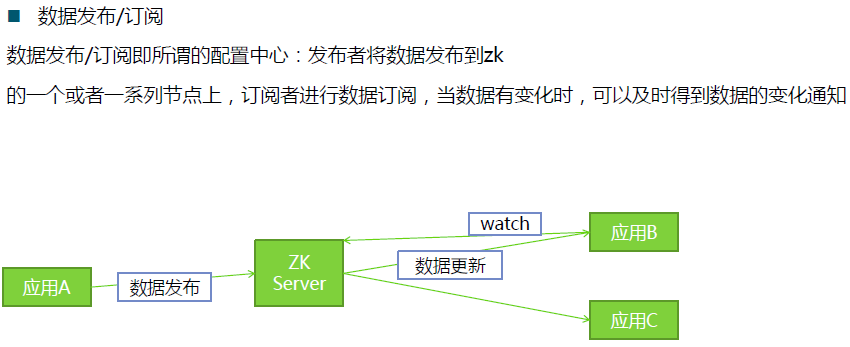 数据发布/订阅
数据发布/订阅即所谓的配置中心：发布者将数据发布到zk
的一个或者一系列节点上，订阅者进行数据订阅，当数据有变化时，可以及时得到数据的变化通知
watch
应用B
ZK
Server
数据更新
应用A
数据发布
应用C